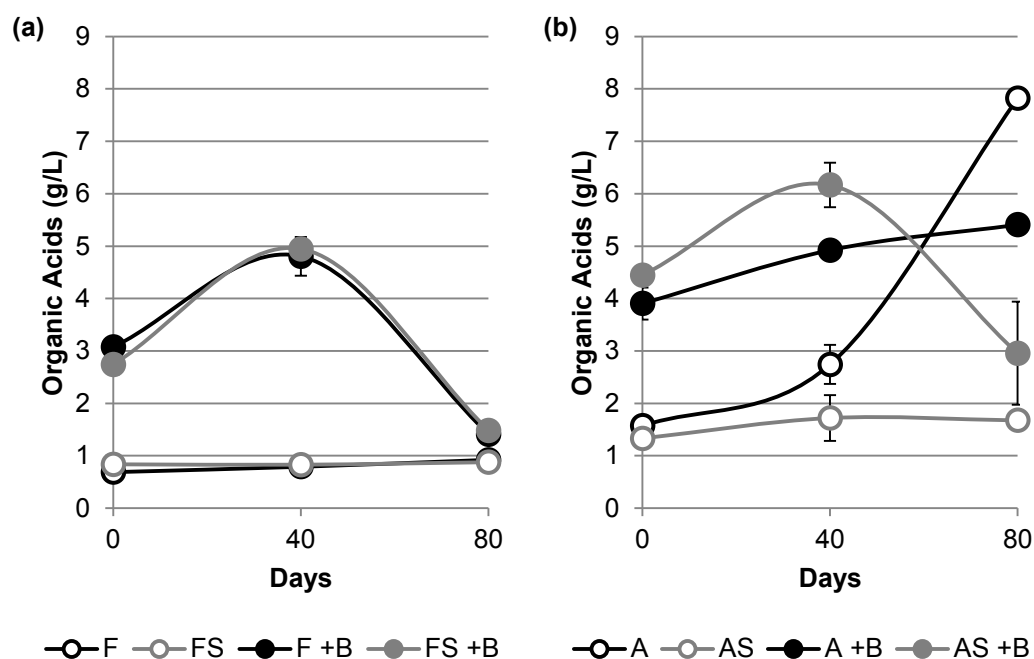 (a)
9
8
7
6
5
4
3
2
1
0
Organic Acids (g/L)
0 40 80
Days
F FS F +B FS +B
(b)
9
8
7
6
5
4
3
2
1
0
Organic Acids (g/L)
0 40 80
Days
A AS A +B AS +B